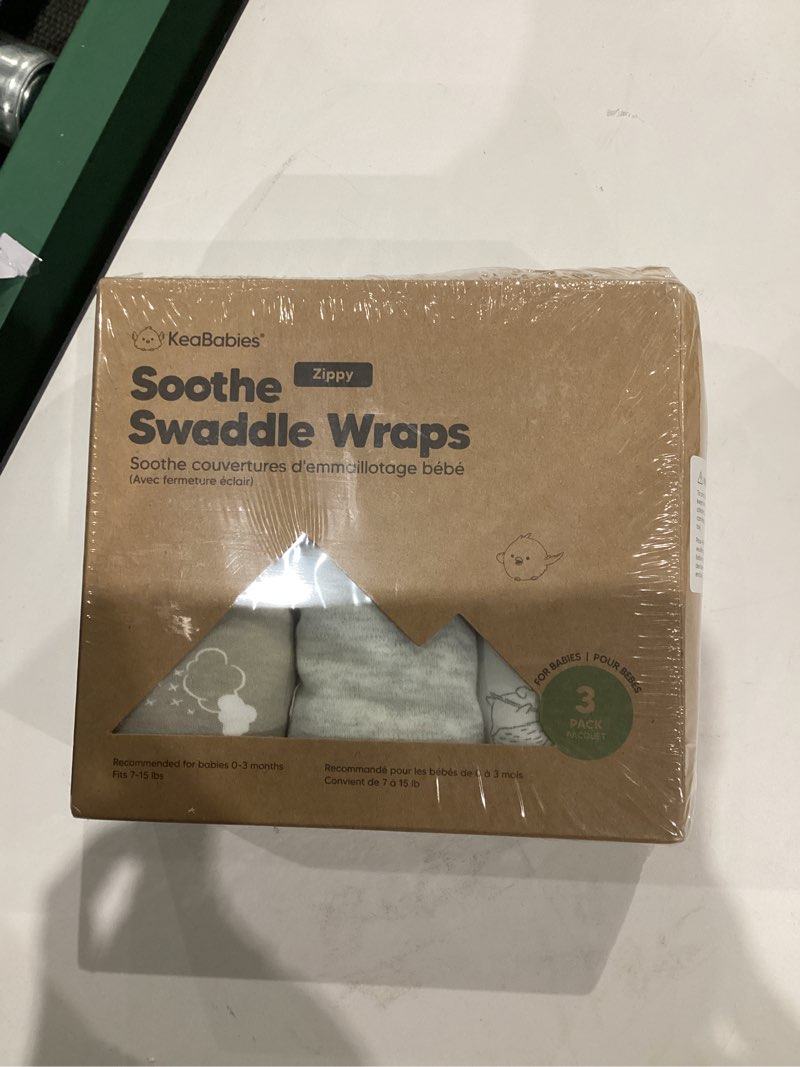 KeaBabies®
Soothe Zippy
Swaddle Wraps
Soothe couvertures d'emmaillotage bébé
(Avec fermeture éclair)
FOR BABIES | POUR BÉBÉS
3
PACK
PACQUET
Recommended for babies 0-3 months
Fits 7-15 lbs
Recommandé pour les bébés de 0 à 3 mois
Convient de 7 à 15 lb